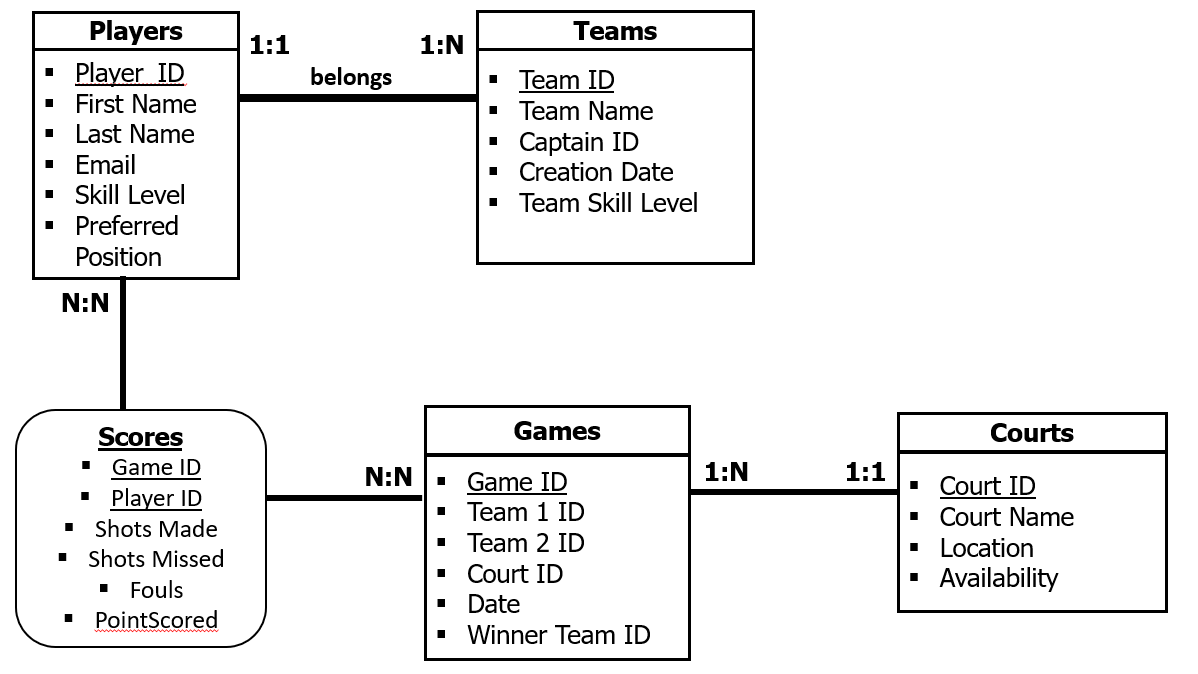 Players
▪ Player ID
▪ First Name
▪ Last Name
▪ Email
▪ Skill Level
▪ Preferred
Position
1:1
1:N
belongs
Teams
▪ Team ID
▪ Team Name
▪ Captain ID
▪ Creation Date
▪ Team Skill Level
N:N
Scores
▪ Game ID
▪ Player ID
▪ Shots Made
▪ Shots Missed
▪ Fouls
▪ PointScored
N:N
Games
▪ Game ID
▪ Team 1 ID
▪ Team 2 ID
▪ Court ID
▪ Date
▪ Winner Team ID
1:N
1:1
Courts
▪ Court ID
▪ Court Name
▪ Location
▪ Availability